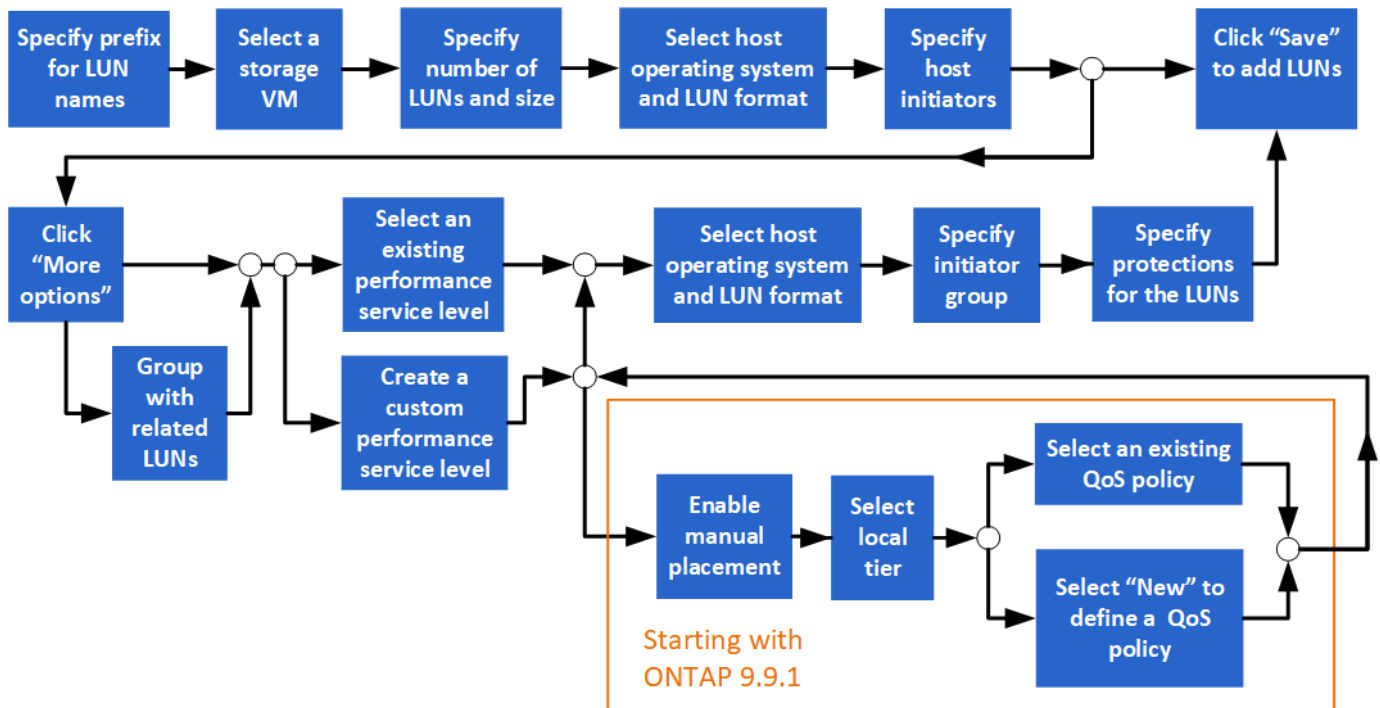 Specify prefix
for LUN
names
Select a
storage
VM
Specify
number of
LUNs and size
Select host
operating system
and LUN format
Specify
host
initiators
Click “Save”
to add LUNs
Click
“More
options”
Group
with
related
LUNs
Select an
existing
performance
service level
Create a
custom
performance
service level
Select host
operating system
and LUN format
Specify
initiator
group
Specify
protections
for the LUNs
Enable
manual
placement
Select
local
tier
Select an existing
QoS policy
Select “New” to
define a QoS
policy
Starting with
ONTAP 9.9.1